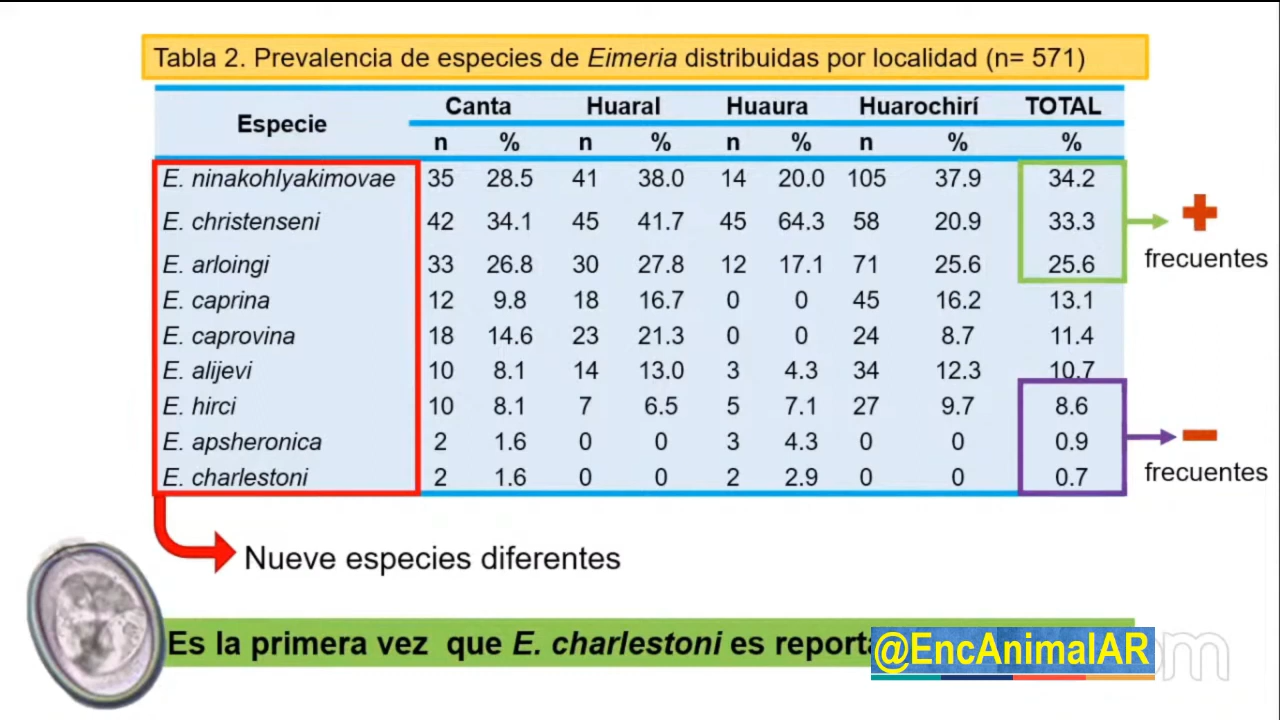 Tabla 2. Prevalencia de especies de Eimeria distribuidas por localidad (n= 571)
Especie Canta Huaral Huaura Huarochirí TOTAL
n % n % n % n % %
E. ninakohlyakimovae 35 28.5 41 38.0 14 20.0 105 37.9 34.2
E. christenseni 42 34.1 45 41.7 45 64.3 58 20.9 33.3
E. arloingi 33 26.8 30 27.8 12 17.1 71 25.6 25.6
E. caprina 12 9.8 18 16.7 0 0 45 16.2 13.1
E. caprovina 18 14.6 23 21.3 0 0 24 8.7 11.4
E. alijevi 10 8.1 14 13.0 3 4.3 34 12.3 10.7
E. hirci 10 8.1 7 6.5 5 7.1 27 9.7 8.6
E. apsheronica 2 1.6 0 0 3 4.3 0 0 0.9
E. charlestoni 2 1.6 0 0 2 2.9 0 0 0.7
+
frecuentes
−
frecuentes
Nueve especies diferentes
Es la primera vez que E. charlestoni es
@EncAnimalAR